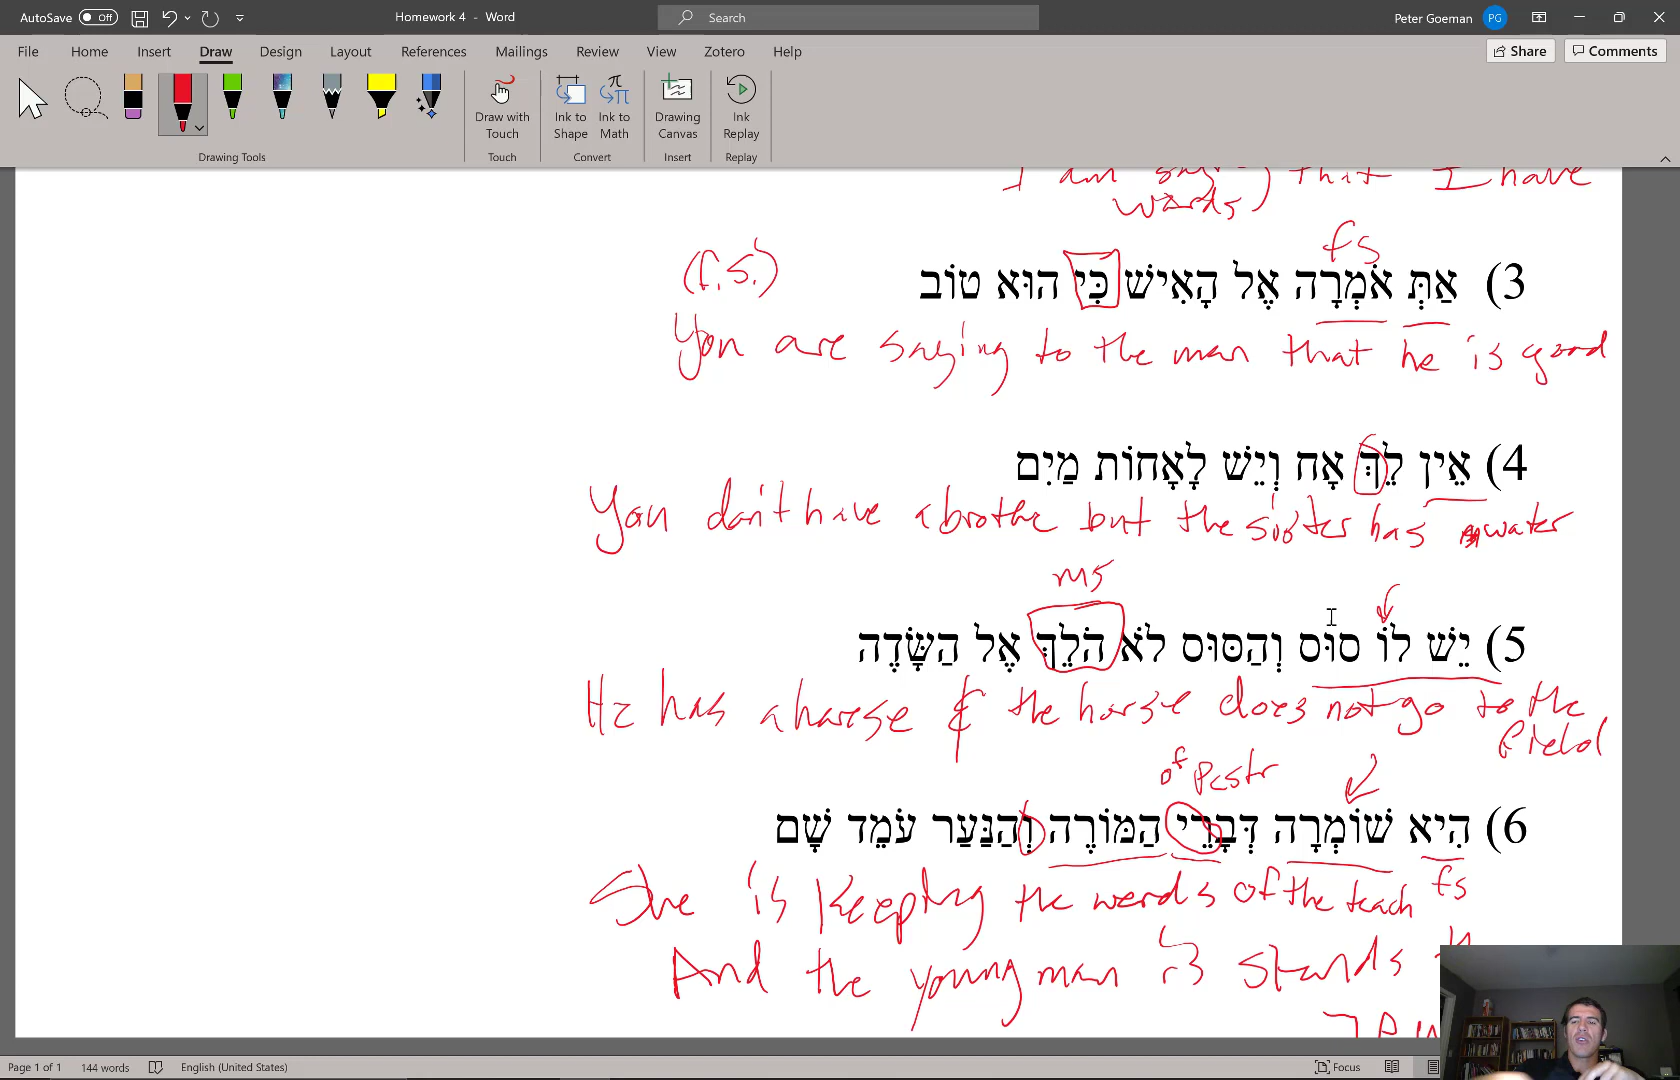 AutoSave Off Homework 4 - Word Search Peter Goeman PG
File Home Insert Draw Design Layout References Mailings Review View Zotero Help Share Comments
Draw with Touch Ink to Shape Ink to Math Drawing Canvas Ink Replay
Drawing Tools Touch Convert Insert Replay
I am that I have
words
fs
(f.s.)
3) אַתְּ אֹמְרָה אֶל הָאִישׁ כִּי הוּא טוֹב
You are saying to the man that he is good
4) אֵין לֵךְ אָח וְיֵשׁ לָאָחוֹת מַיִם
You don't have a brothe but the sister has water
ms
5) יֵשׁ לוֹ סוּס וְהַסּוּס לֹא הֹלֵךְ אֶל הַשָּׂדֶה
He has a horse & the horse does not go to the
field
of
6) הִיא שׁוֹמְרָה דְּבָרֵי הַמּוֹרֶה וְהַנַּעַר עֹמֵד שָׁם
She is keeping the words of the teach fs
And the young man is stands
Page 1 of 1 144 words English (United States) Focus